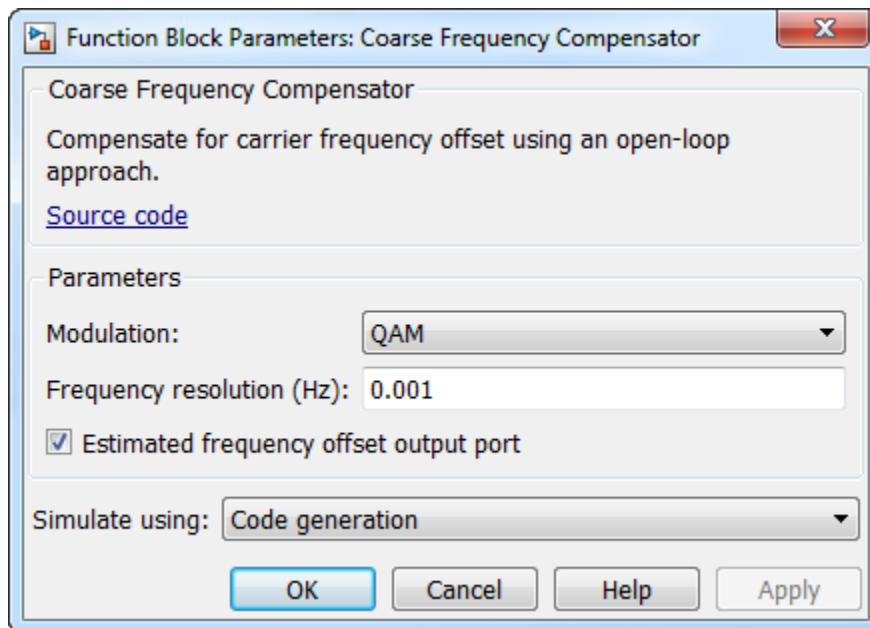 Function Block Parameters: Coarse Frequency Compensator
Coarse Frequency Compensator
Compensate for carrier frequency offset using an open-loop
approach.
Source code
Parameters
Modulation: QAM
Frequency resolution (Hz): 0.001
Estimated frequency offset output port
Simulate using: Code generation
OK Cancel Help Apply